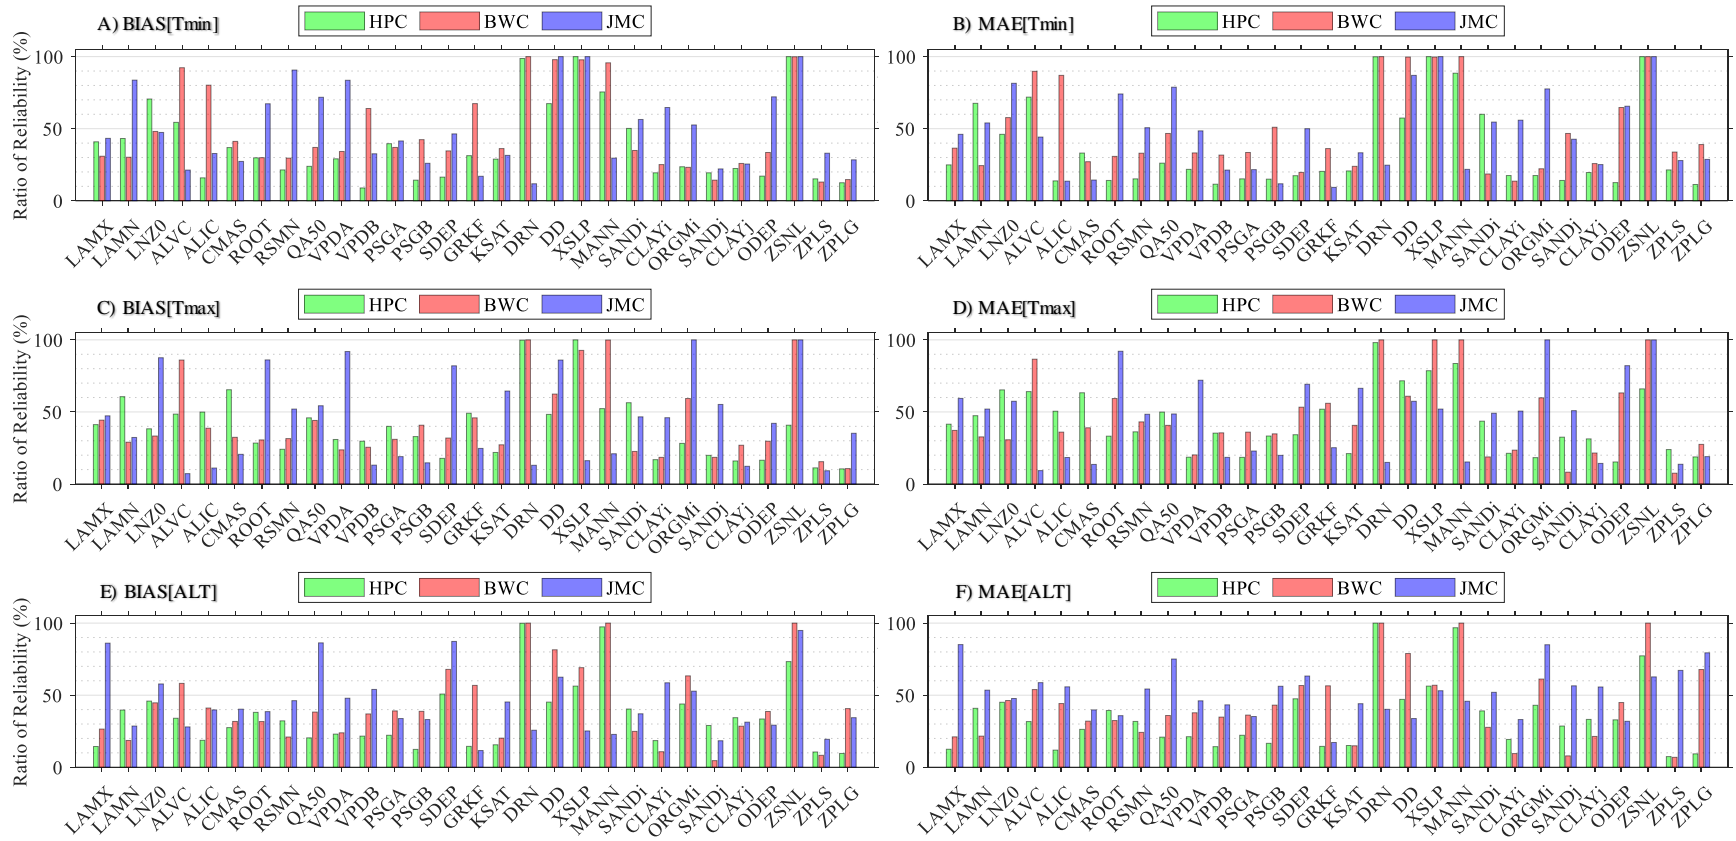 A) BIAS[Tmin]
HPC BWC JMC
Ratio of Reliability (%)
100
50
0
LAMX LAMN LNZ0 ALVC ALIC CMAS ROOT RSMN QA50 VPDA VPDB PSGA PSGB SDEP GRKF KSAT DRN DD XSLP MANN SANDi CLAYi ORGMi SANDj CLAYj ODEP ZSNL ZPLS ZPLG
B) MAE[Tmin]
HPC BWC JMC
100
50
0
LAMX LAMN LNZ0 ALVC ALIC CMAS ROOT RSMN QA50 VPDA VPDB PSGA PSGB SDEP GRKF KSAT DRN DD XSLP MANN SANDi CLAYi ORGMi SANDj CLAYj ODEP ZSNL ZPLS ZPLG
C) BIAS[Tmax]
HPC BWC JMC
Ratio of Reliability (%)
100
50
0
LAMX LAMN LNZ0 ALVC ALIC CMAS ROOT RSMN QA50 VPDA VPDB PSGA PSGB SDEP GRKF KSAT DRN DD XSLP MANN SANDi CLAYi ORGMi SANDj CLAYj ODEP ZSNL ZPLS ZPLG
D) MAE[Tmax]
HPC BWC JMC
100
50
0
LAMX LAMN LNZ0 ALVC ALIC CMAS ROOT RSMN QA50 VPDA VPDB PSGA PSGB SDEP GRKF KSAT DRN DD XSLP MANN SANDi CLAYi ORGMi SANDj CLAYj ODEP ZSNL ZPLS ZPLG
E) BIAS[ALT]
HPC BWC JMC
Ratio of Reliability (%)
100
50
0
LAMX LAMN LNZ0 ALVC ALIC CMAS ROOT RSMN QA50 VPDA VPDB PSGA PSGB SDEP GRKF KSAT DRN DD XSLP MANN SANDi CLAYi ORGMi SANDj CLAYj ODEP ZSNL ZPLS ZPLG
F) MAE[ALT]
HPC BWC JMC
100
50
0
LAMX LAMN LNZ0 ALVC ALIC CMAS ROOT RSMN QA50 VPDA VPDB PSGA PSGB SDEP GRKF KSAT DRN DD XSLP MANN SANDi CLAYi ORGMi SANDj CLAYj ODEP ZSNL ZPLS ZPLG